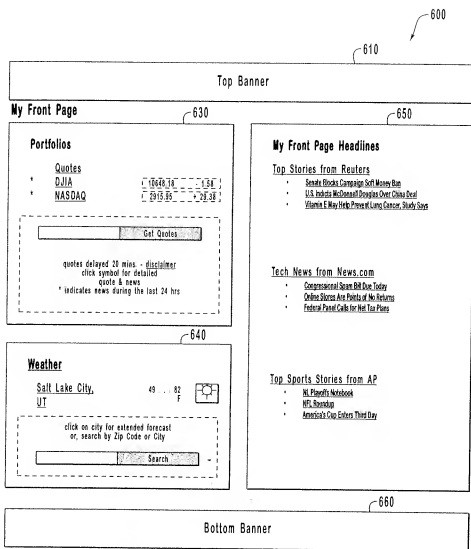 600
610
Top Banner
My Front Page
630
650
Portfolios
Quotes
* DJIA 10648.18 - 1.58
* NASDAQ 2915.95 + 29.38
Get Quotes
quotes delayed 20 mins. - disclaimer
click symbol for detailed
quote & news
* indicates news during the last 24 hrs
640
Weather
Salt Lake City, 49 . . . 82
UT F
click on city for extended forecast
or, search by Zip Code or City
Search
My Front Page Headlines
Top Stories from Reuters
• Senate Blocks Campaign Soft Money Ban
• U.S. Indicts McDonnell Douglas Over China Deal
• Vitamin E May Help Prevent Lung Cancer, Study Says
Tech News from News.com
• Congressional Spam Bill Due Today
• Online Stores Are Points of No Returns
• Federal Panel Calls for Net Tax Plans
Top Sports Stories from AP
• NL Playoffs Notebook
• NFL Roundup
• America's Cup Enters Third Day
660
Bottom Banner